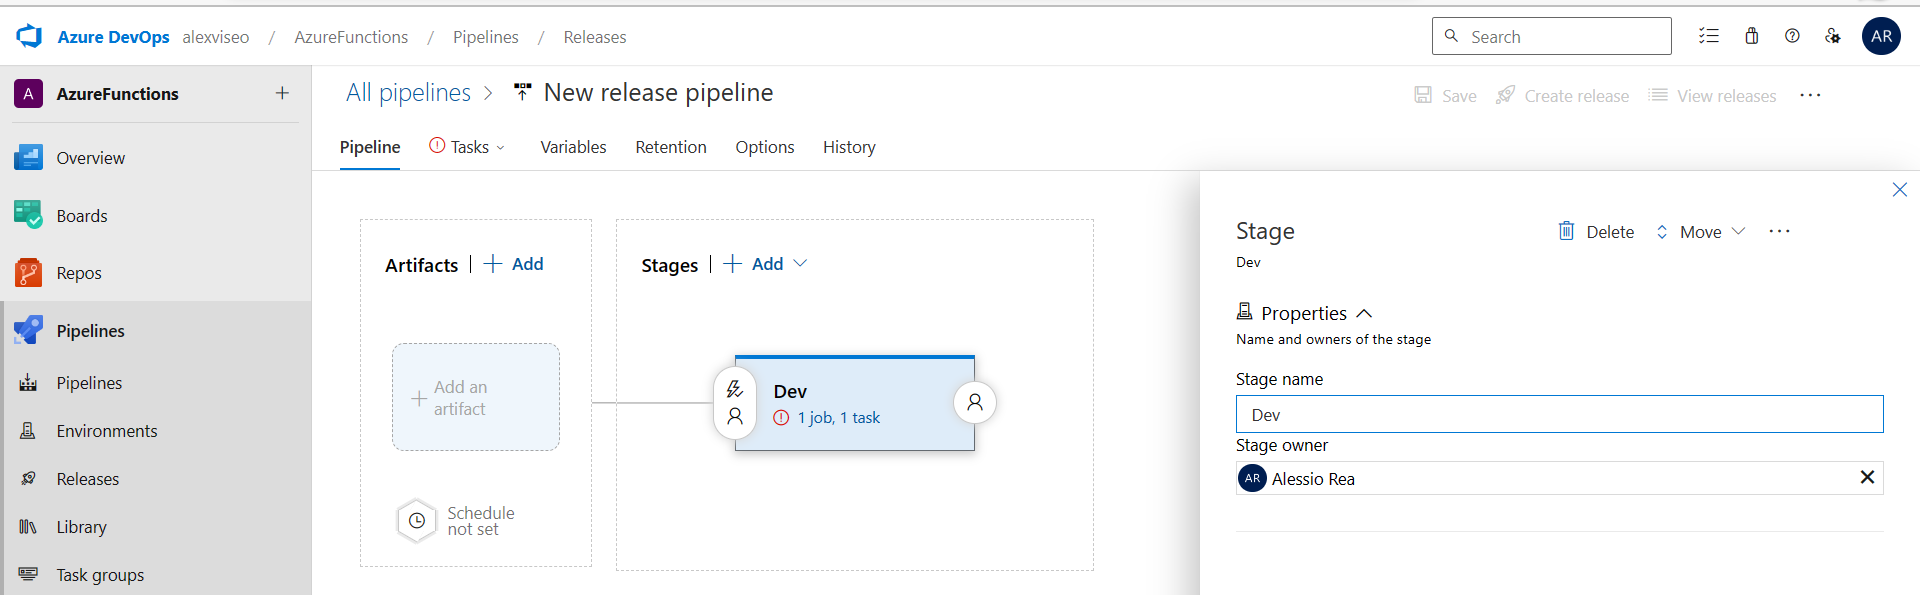 Azure DevOps alexviseo / AzureFunctions / Pipelines / Releases
Search
AR
A AzureFunctions
Overview
Boards
Repos
Pipelines
Pipelines
Environments
Releases
Library
Task groups
All pipelines > New release pipeline
Save Create release View releases ...
Pipeline Tasks Variables Retention Options History
Artifacts | + Add
+ Add an
artifact
Schedule
not set
Stages | + Add
Dev
1 job, 1 task
Stage
Dev
Delete Move ...
Properties
Name and owners of the stage
Stage name
Dev
Stage owner
AR Alessio Rea